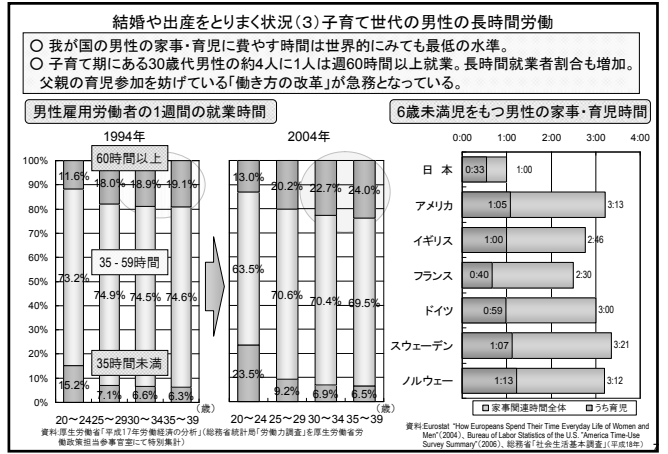 結婚や出産をとりまく状況(3)子育て世代の男性の長時間労働
○ 我が国の男性の家事・育児に費やす時間は世界的にみても最低の水準。
○ 子育て期にある30歳代男性の約4人に1人は週60時間以上就業。長時間就業者割合も増加。
父親の育児参加を妨げている「働き方の改革」が急務となっている。
男性雇用労働者の1週間の就業時間
1994年
100%
90%
80%
70%
60%
50%
40%
30%
20%
10%
0%
60時間以上
11.6% 18.0% 18.9% 19.1%
35-59時間
73.2% 74.9% 74.5% 74.6%
35時間未満
15.2% 7.1% 6.6% 6.3%
20~24 25~29 30~34 35~39 (歳)
2004年
13.0% 20.2% 22.7% 24.0%
63.5% 70.6% 70.4% 69.5%
23.5% 9.2% 6.9% 6.5%
20~24 25~29 30~34 35~39 (歳)
資料:厚生労働省「平成17年労働経済の分析」(総務省統計局「労働力調査」を厚生労働省労
働政策担当参事官室にて特別集計)
6歳未満児をもつ男性の家事・育児時間
0:00 1:00 2:00 3:00 4:00
日 本 0:33 1:00
アメリカ 1:05 3:13
イギリス 1:00 2:46
フランス 0:40 2:30
ドイツ 0:59 3:00
スウェーデン 1:07 3:21
ノルウェー 1:13 3:12
家事関連時間全体 うち育児
資料:Eurostat "How Europeans Spend Their Time Everyday Life of Women and
Men"(2004)、Bureau of Labor Statistics of the U.S. "America Time-Use
Survey Summary"(2006)、総務省「社会生活基本調査」(平成18年)